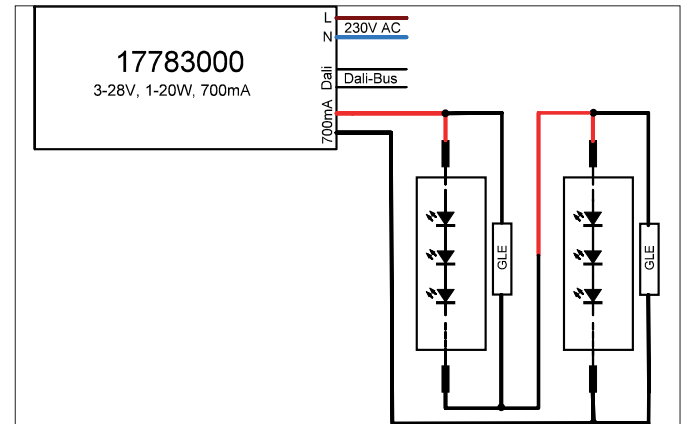 L
230V AC
N
17783000
3-28V, 1-20W, 700mA
Dali
Dali-Bus
700mA
GLE
GLE